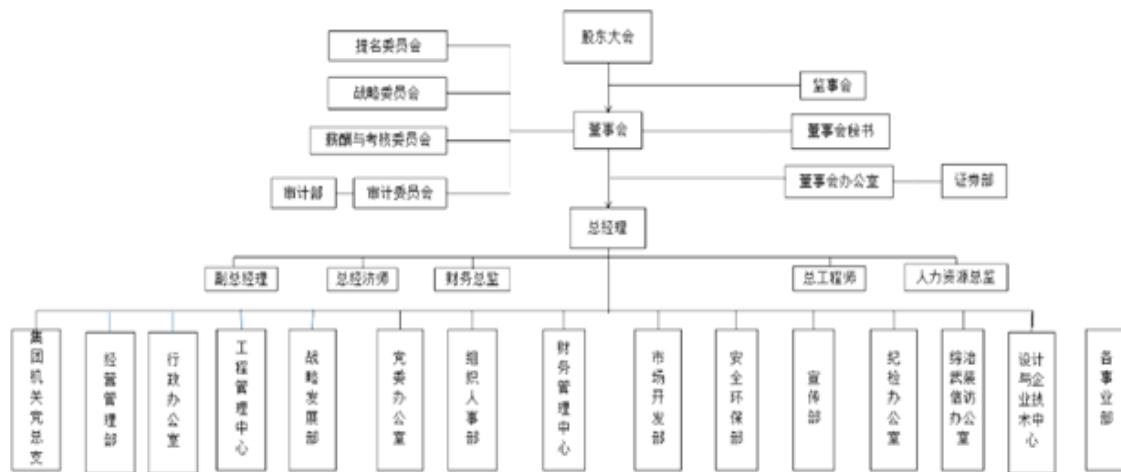 股东大会
提名委员会
监事会
战略委员会
董事会
董事会秘书
薪酬与考核委员会
审计部
审计委员会
董事会办公室
证券部
总经理
副总经理
总经济师
财务总监
总工程师
人力资源总监
集团机关党总支
经营管理部
行政办公室
工程管理中心
战略发展部
党委办公室
组织人事部
财务管理中心
市场开发部
安全环保部
宣传部
纪检办公室
综治武装信访办公室
设计与企业技术中心
各事业部